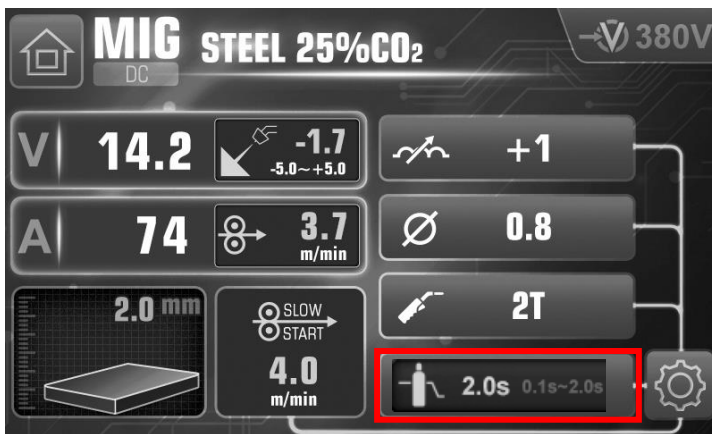 MIG STEEL 25%CO₂
DC
380V
V 14.2 -1.7
-5.0~+5.0
+1
A 74 3.7
m/min
0.8
2.0 mm
SLOW
START
4.0
m/min
2T
2.0s 0.1s~2.0s